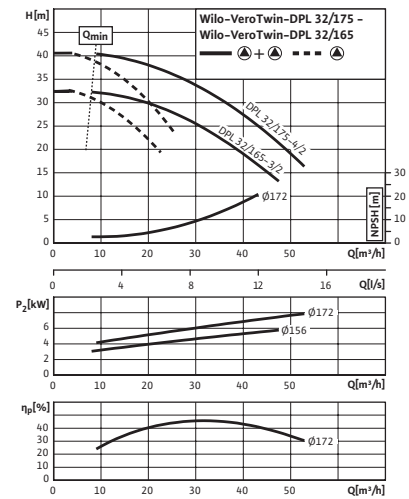 H[m]
Wilo-VeroTwin-DPL 32/175 –
Wilo-VeroTwin-DPL 32/165
+
Qmin
45
40
35
30
25
20
15
10
5
0
DPL 32/175-4/2
DPL 32/165-3/2
Ø172
30
20
10
0
NPSH [m]
0 10 20 30 40 50 Q[m³/h]
0 4 8 12 16 Q[l/s]
P₂[kW]
6
4
2
0
Ø172
Ø156
0 10 20 30 40 50 Q[m³/h]
ηp[%]
40
30
20
10
0
Ø172
0 10 20 30 40 50 Q[m³/h]